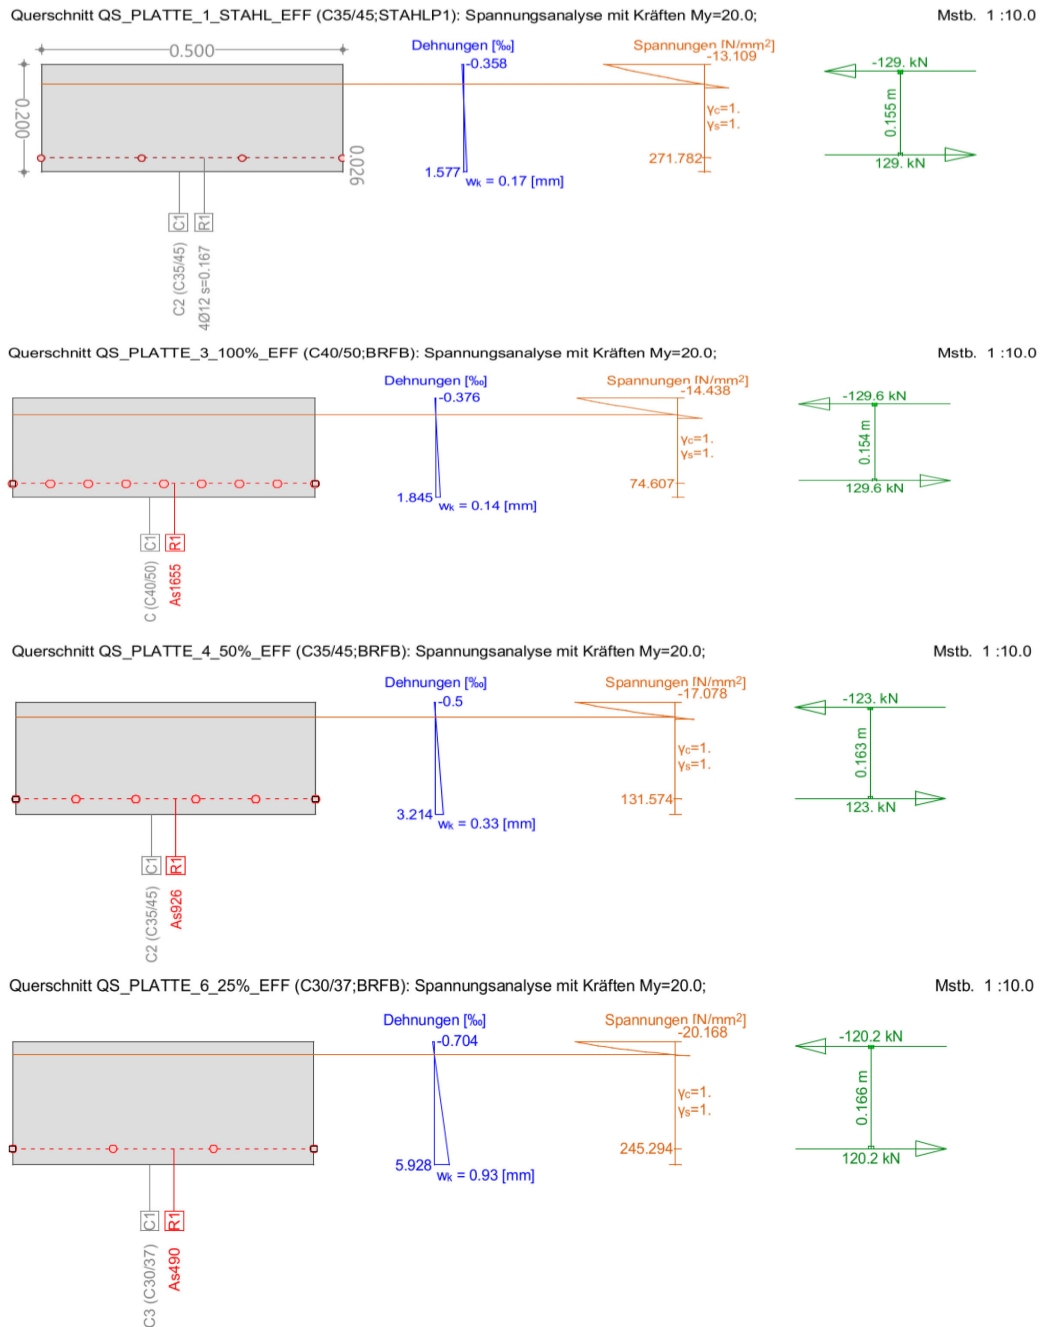 Querschnitt QS_PLATTE_1_STAHL_EFF (C35/45;STAHLP1): Spannungsanalyse mit Kräften My=20.0; Mstb. 1 :10.0
Dehnungen [‰] Spannungen [N/mm²]
0.500 -0.358 -13.109 -129. kN
0.200
γc=1.
γs=1.
0.155 m
0.026
1.577 271.782 129. kN
wk = 0.17 [mm]
C1 R1
C2 (C35/45)
4Ø12 s=0.167
Querschnitt QS_PLATTE_3_100%_EFF (C40/50;BRFB): Spannungsanalyse mit Kräften My=20.0; Mstb. 1 :10.0
Dehnungen [‰] Spannungen [N/mm²]
-0.376 -14.438 -129.6 kN
γc=1.
γs=1.
0.154 m
1.845 74.607 129.6 kN
wk = 0.14 [mm]
C1 R1
C (C40/50)
As1655
Querschnitt QS_PLATTE_4_50%_EFF (C35/45;BRFB): Spannungsanalyse mit Kräften My=20.0; Mstb. 1 :10.0
Dehnungen [‰] Spannungen [N/mm²]
-0.5 -17.078 -123. kN
γc=1.
γs=1.
0.163 m
3.214 131.574 123. kN
wk = 0.33 [mm]
C1 R1
C2 (C35/45)
As926
Querschnitt QS_PLATTE_6_25%_EFF (C30/37;BRFB): Spannungsanalyse mit Kräften My=20.0; Mstb. 1 :10.0
Dehnungen [‰] Spannungen [N/mm²]
-0.704 -20.168 -120.2 kN
γc=1.
γs=1.
0.166 m
5.928 245.294 120.2 kN
wk = 0.93 [mm]
C1 R1
C3 (C30/37)
As490